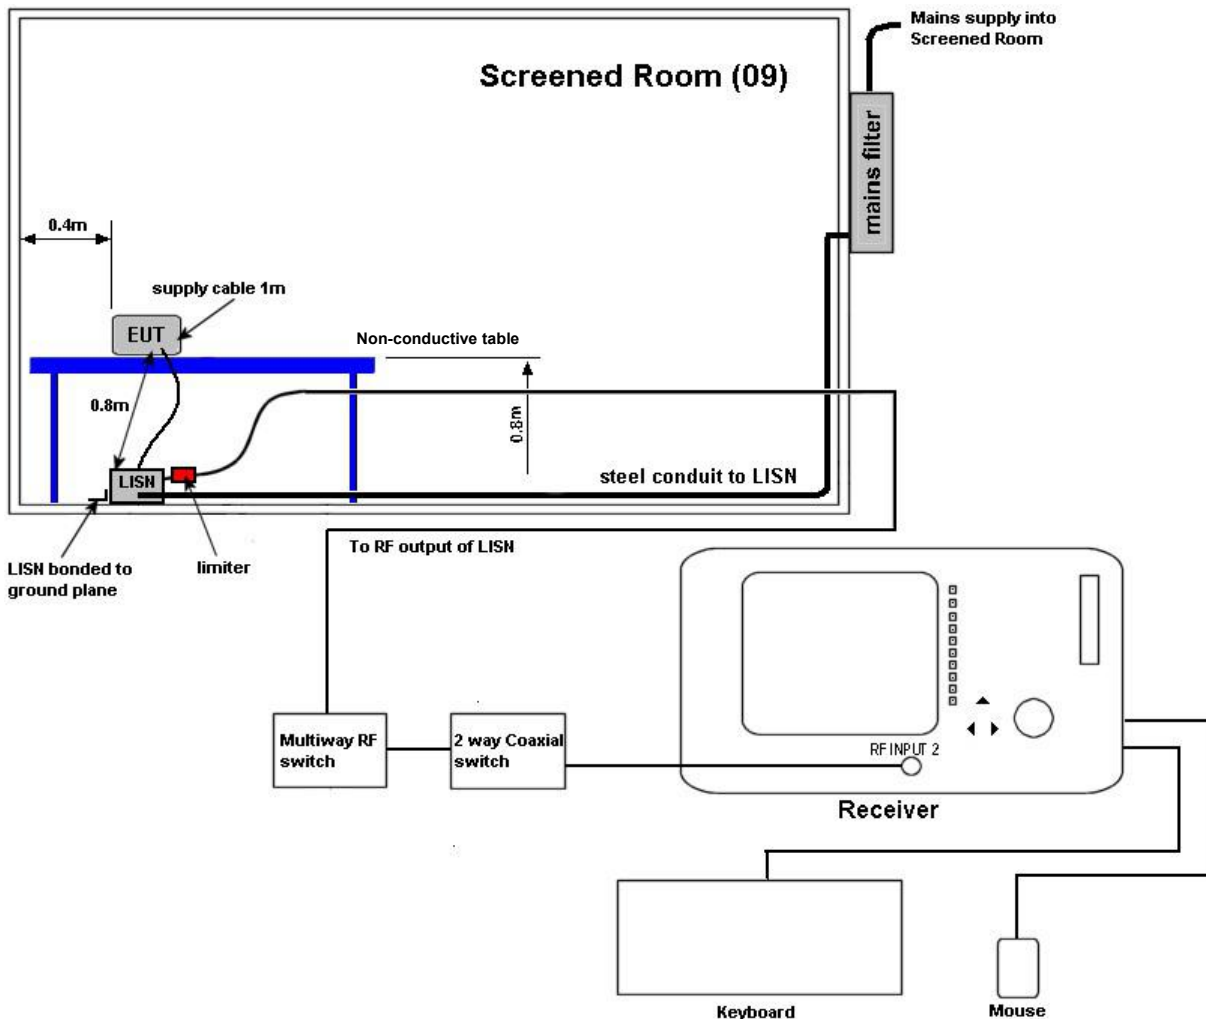 Mains supply into
Screened Room
Screened Room (09)
mains filter
0.4m
supply cable 1m
EUT
Non-conductive table
0.8m
0.8m
LISN
steel conduit to LISN
To RF output of LISN
LISN bonded to
ground plane
limiter
Multiway RF
switch
2 way Coaxial
switch
RF INPUT 2
Receiver
Keyboard
Mouse